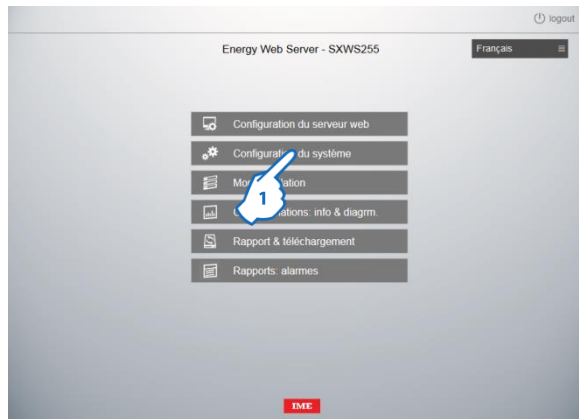 logout
Energy Web Server - SXWS255
Français
Configuration du serveur web
Configuration du système
1
info & diagrm.
Rapport & téléchargement
Rapports: alarmes
IME